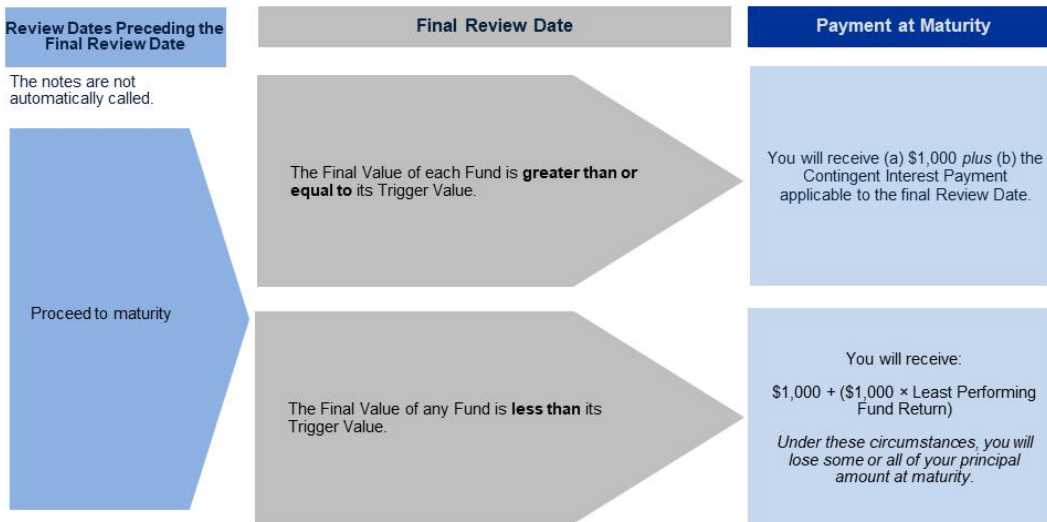 Review Dates Preceding the
Final Review Date
Final Review Date
Payment at Maturity
The notes are not
automatically called.
Proceed to maturity
The Final Value of each Fund is greater than or
equal to its Trigger Value.
You will receive (a) $1,000 plus (b) the
Contingent Interest Payment
applicable to the final Review Date.
The Final Value of any Fund is less than its
Trigger Value.
You will receive:
$1,000 + ($1,000 × Least Performing
Fund Return)
Under these circumstances, you will
lose some or all of your principal
amount at maturity.